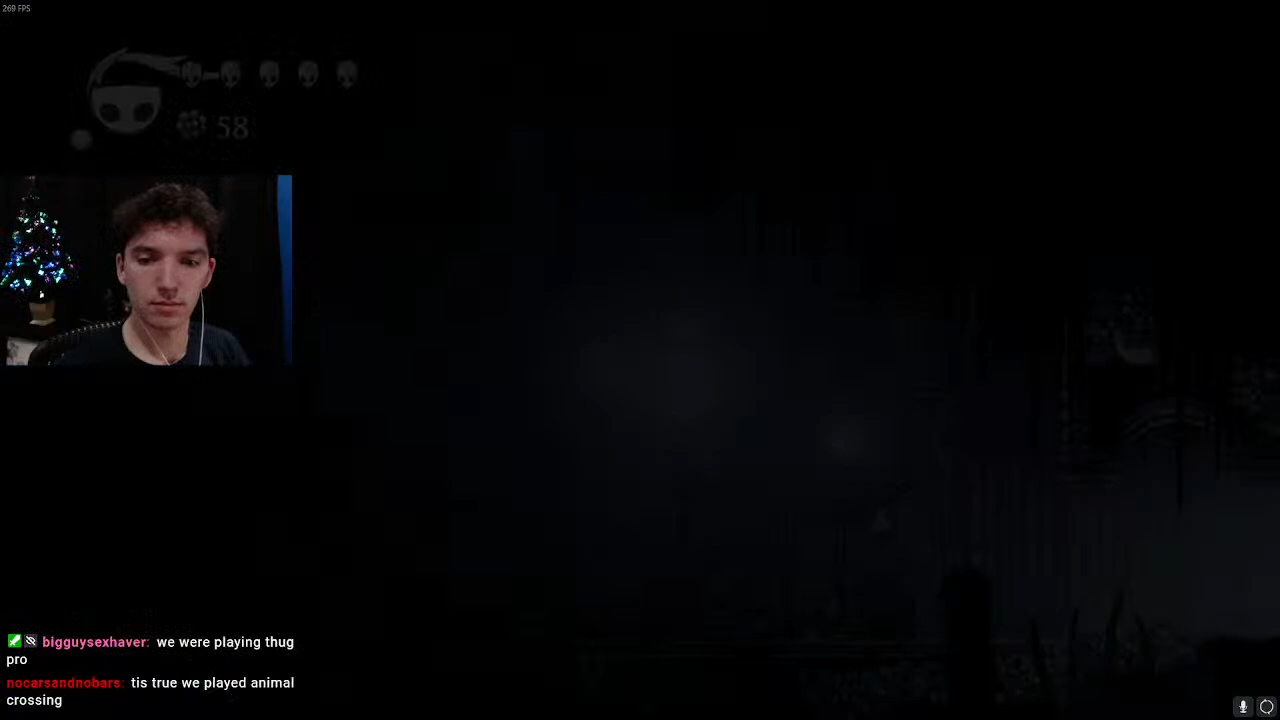 269 FPS
58
bigguysexhaver: we were playing thug
pro
nocarsandnobars: tis true we played animal
crossing